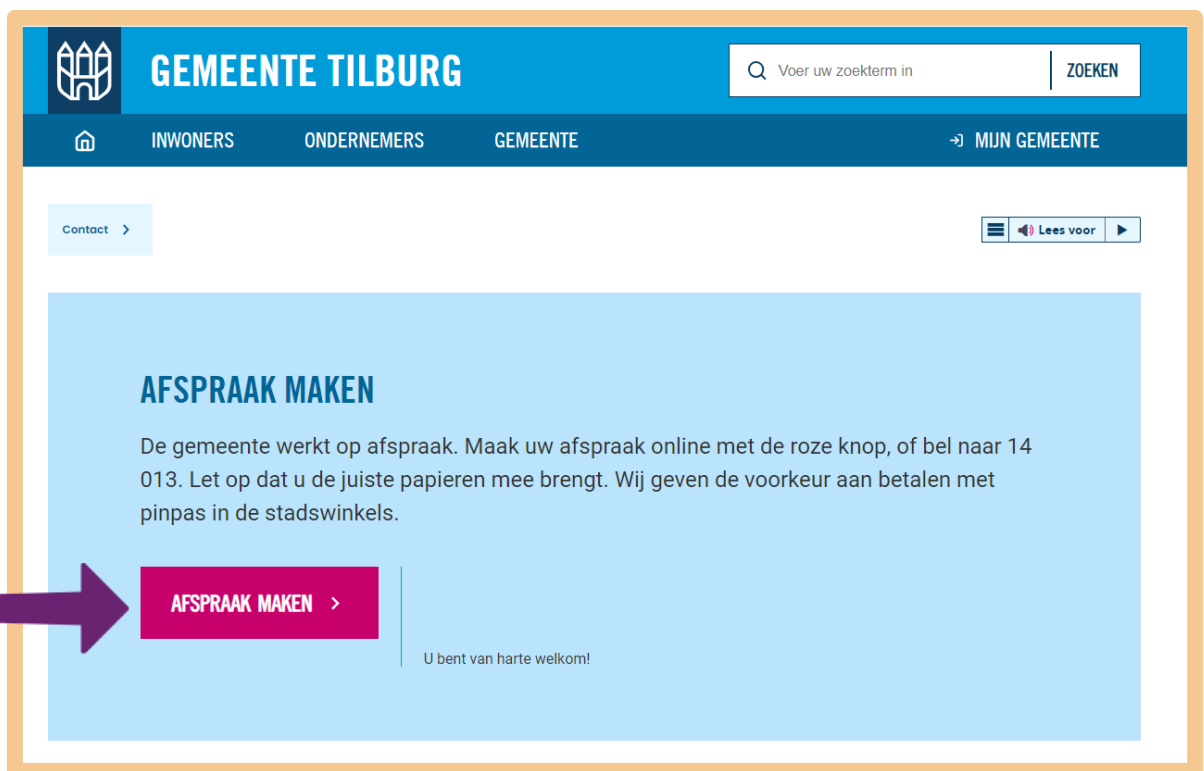 GEMEENTE TILBURG
Voer uw zoekterm in
ZOEKEN
INWONERS
ONDERNEMERS
GEMEENTE
MIJN GEMEENTE
Contact
Lees voor
AFSPRAAK MAKEN
De gemeente werkt op afspraak. Maak uw afspraak online met de roze knop, of bel naar 14
013. Let op dat u de juiste papieren mee brengt. Wij geven de voorkeur aan betalen met
pinpas in de stadswinkels.
AFSPRAAK MAKEN
U bent van harte welkom!